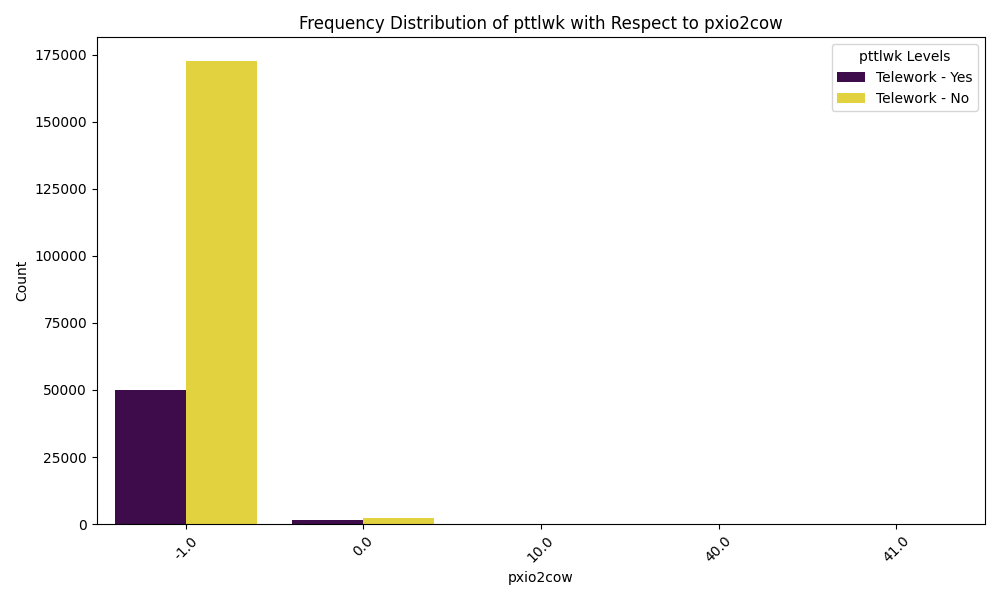 Frequency Distribution of pttlwk with Respect to pxio2cow
pttlwk Levels
Telework - Yes
Telework - No
175000
150000
125000
100000
75000
50000
25000
0
Count
-1.0
0.0
10.0
40.0
41.0
pxio2cow